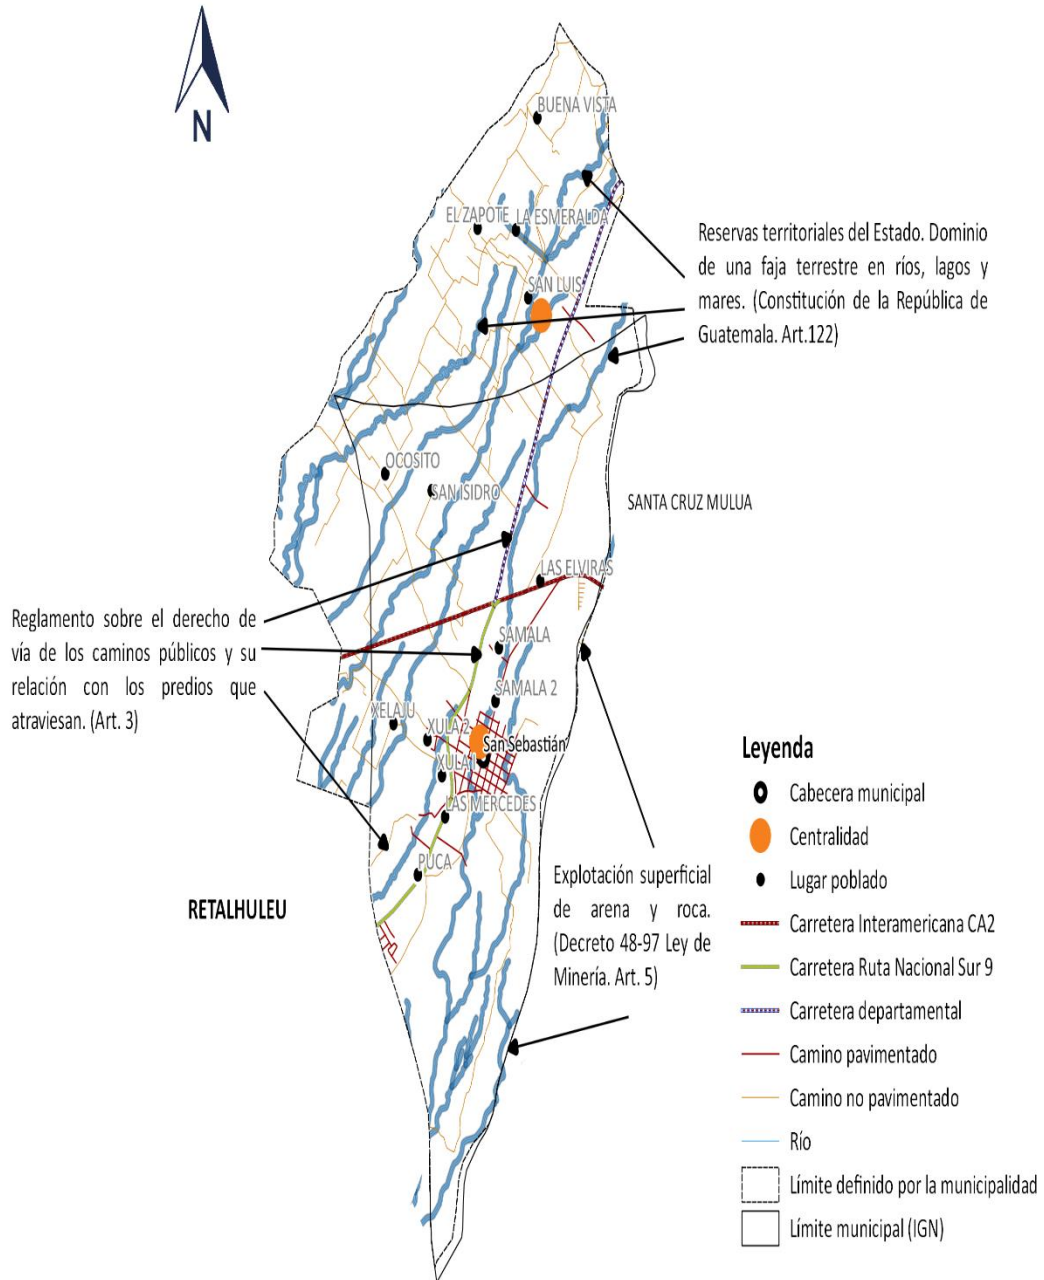 N
BUENA VISTA
EL ZAPOTE
LA ESMERALDA
SAN LUIS
Reservas territoriales del Estado. Dominio
de una faja terrestre en ríos, lagos y
mares. (Constitución de la República de
Guatemala. Art.122)
OCOSITO
SAN ISIDRO
SANTA CRUZ MULUA
LAS ELVIRAS
Reglamento sobre el derecho de
vía de los caminos públicos y su
relación con los predios que
atraviesan. (Art. 3)
SAMALA
SAMALA 2
XELAJU
XULA 2
San Sebastián
XULA I
LAS MERCEDES
PUCA
RETALHULEU
Explotación superficial
de arena y roca.
(Decreto 48-97 Ley de
Minería. Art. 5)
Leyenda
Cabecera municipal
Centralidad
Lugar poblado
Carretera Interamericana CA2
Carretera Ruta Nacional Sur 9
Carretera departamental
Camino pavimentado
Camino no pavimentado
Río
Límite definido por la municipalidad
Límite municipal (IGN)